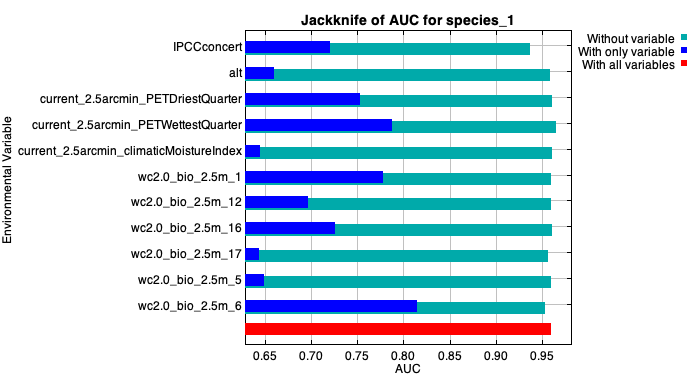 Jackknife of AUC for species_1
Without variable
With only variable
With all variables
Environmental Variable
IPCCconcert
alt
current_2.5arcmin_PETDriestQuarter
current_2.5arcmin_PETWettestQuarter
current_2.5arcmin_climaticMoistureIndex
wc2.0_bio_2.5m_1
wc2.0_bio_2.5m_12
wc2.0_bio_2.5m_16
wc2.0_bio_2.5m_17
wc2.0_bio_2.5m_5
wc2.0_bio_2.5m_6
0.65 0.70 0.75 0.80 0.85 0.90 0.95
AUC